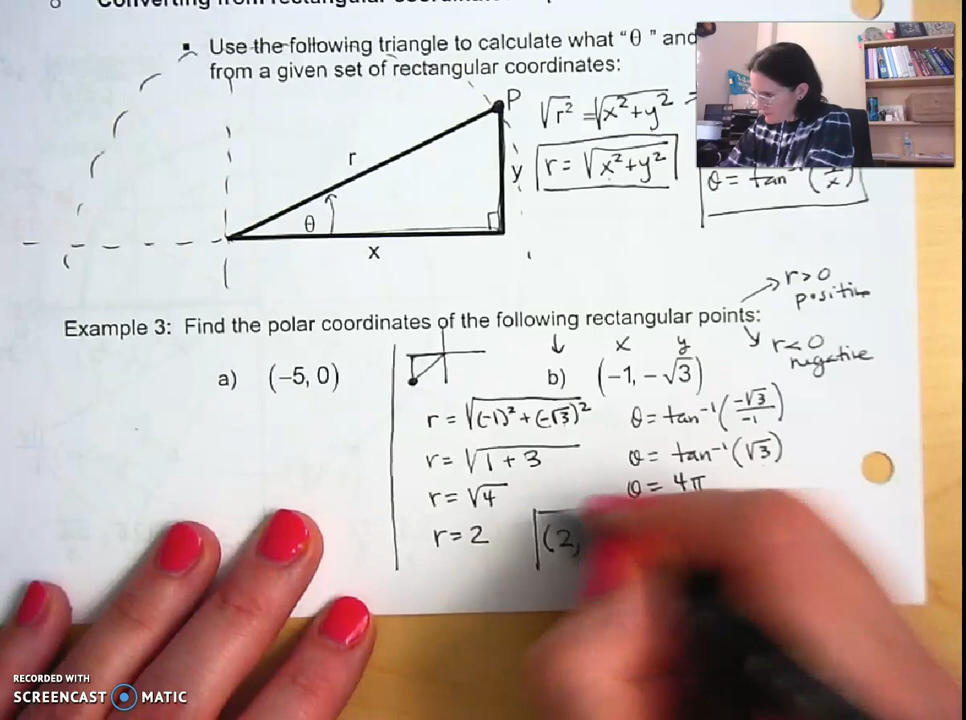 Use the following triangle to calculate what “θ ” and
from a given set of rectangular coordinates:
P
r
θ
x
y
√r² = √x²+y²
r = √x²+y²
θ = tan⁻¹ (y/x)
r>0
positive
Example 3: Find the polar coordinates of the following rectangular points:
r<0
negative
a) (−5, 0)
x y
b) (−1, −√3)
r = √(-1)² + (-√3)²
θ = tan⁻¹(-√3/-1)
r = √1 + 3
θ = tan⁻¹(√3)
r = √4
θ = 4π
r = 2
(2,
RECORDED WITH
SCREENCAST MATIC